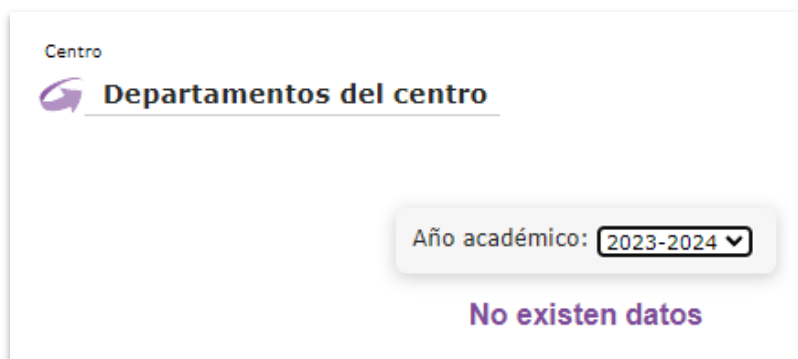 Centro
Departamentos del centro
Año académico: 2023-2024
No existen datos